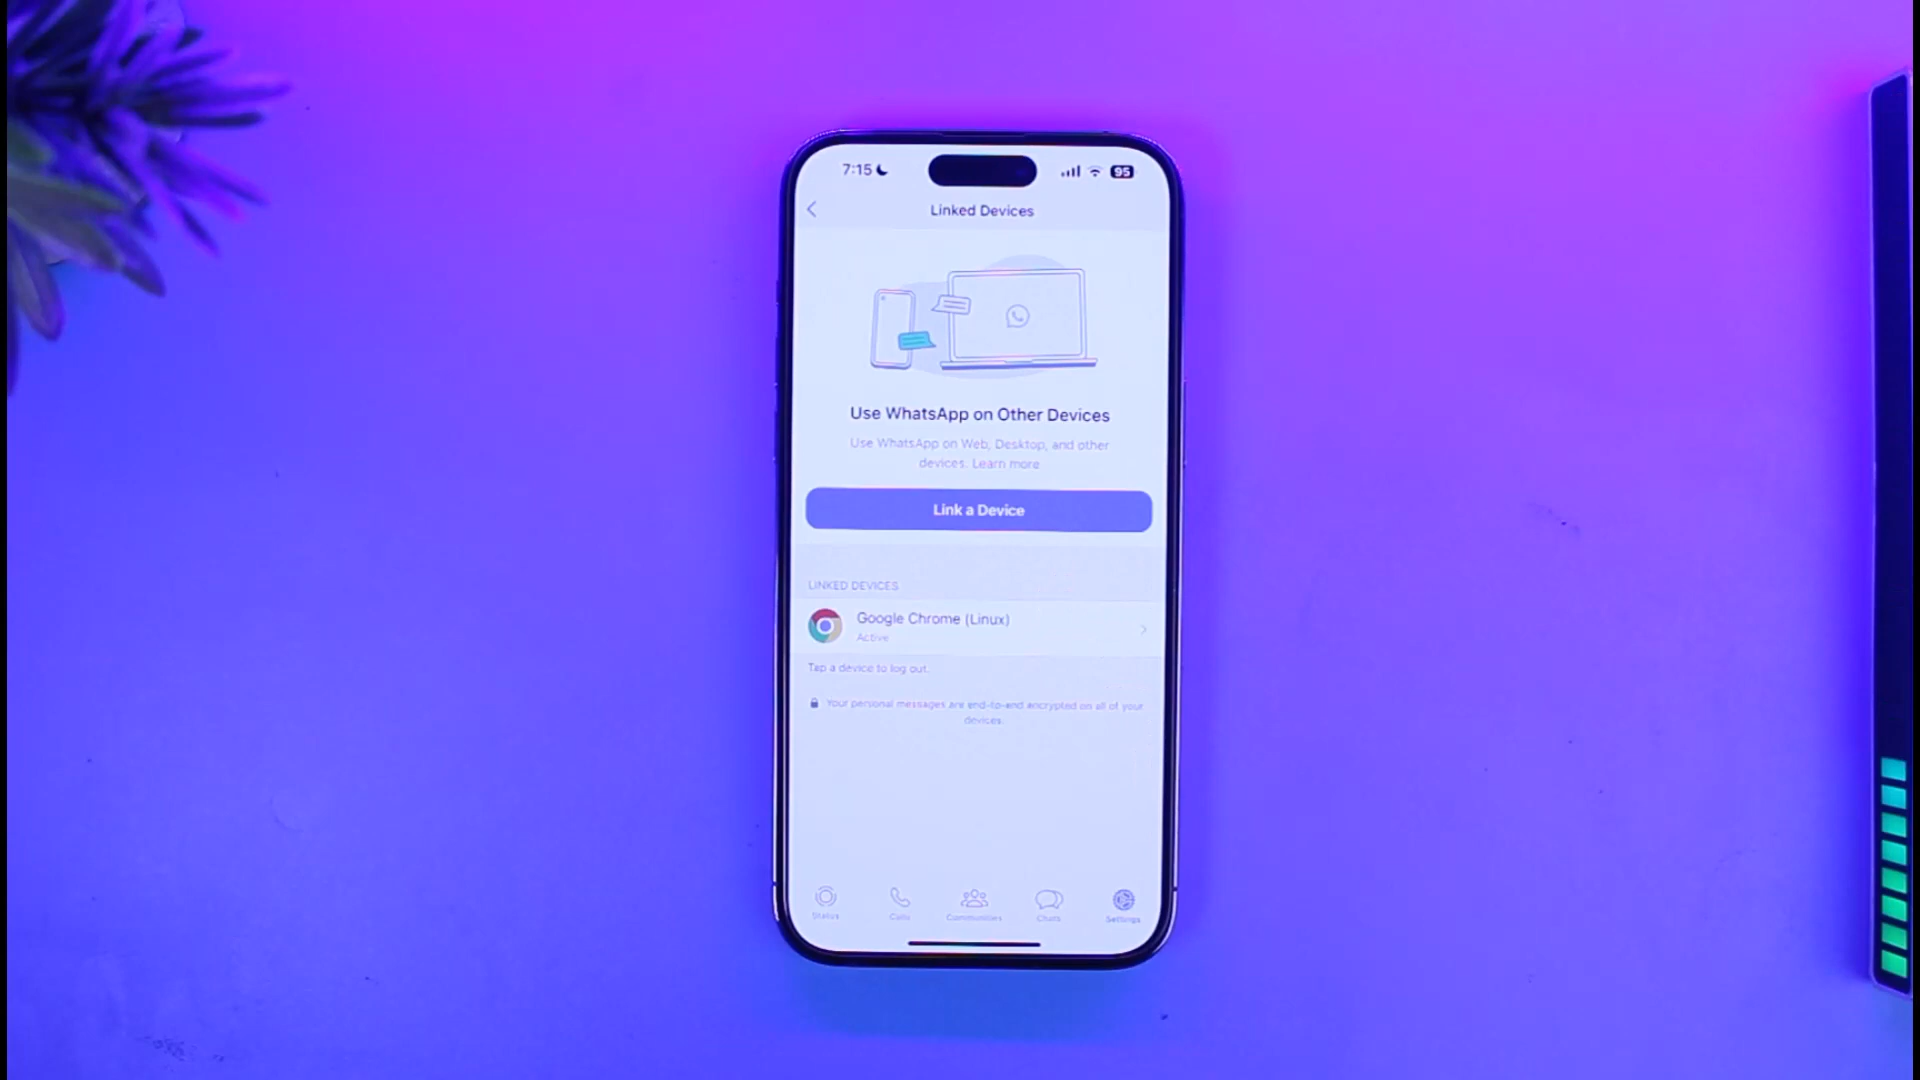 7:15
95
Linked Devices
Use WhatsApp on Other Devices
Use WhatsApp on Web, Desktop, and other
devices. Learn more
Link a Device
LINKED DEVICES
Google Chrome (Linux)
Active
Tap a device to log out.
Your personal messages are end-to-end encrypted on all of your
devices.
Status Calls Communities Chats Settings